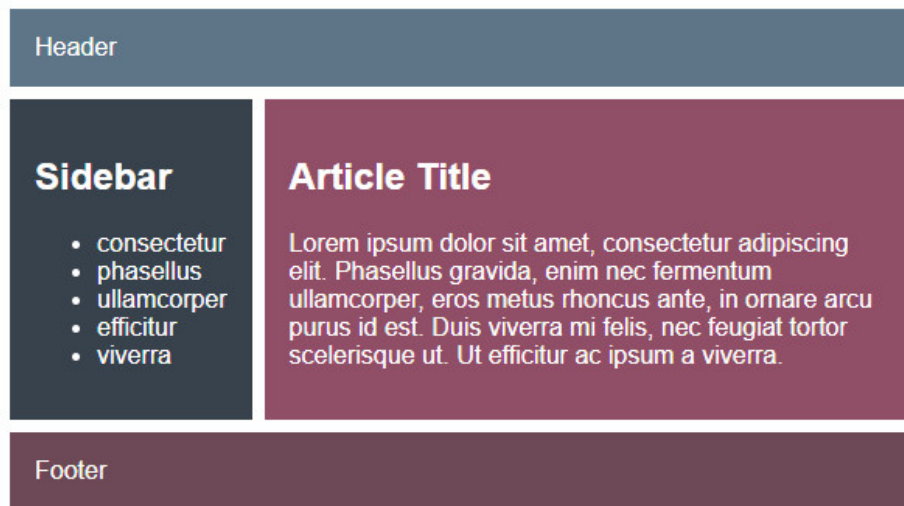 Header
Sidebar
consectetur
phasellus
ullamcorper
efficitur
viverra
Article Title
Lorem ipsum dolor sit amet, consectetur adipiscing
elit. Phasellus gravida, enim nec fermentum
ullamcorper, eros metus rhoncus ante, in ornare arcu
purus id est. Duis viverra mi felis, nec feugiat tortor
scelerisque ut. Ut efficitur ac ipsum a viverra.
Footer